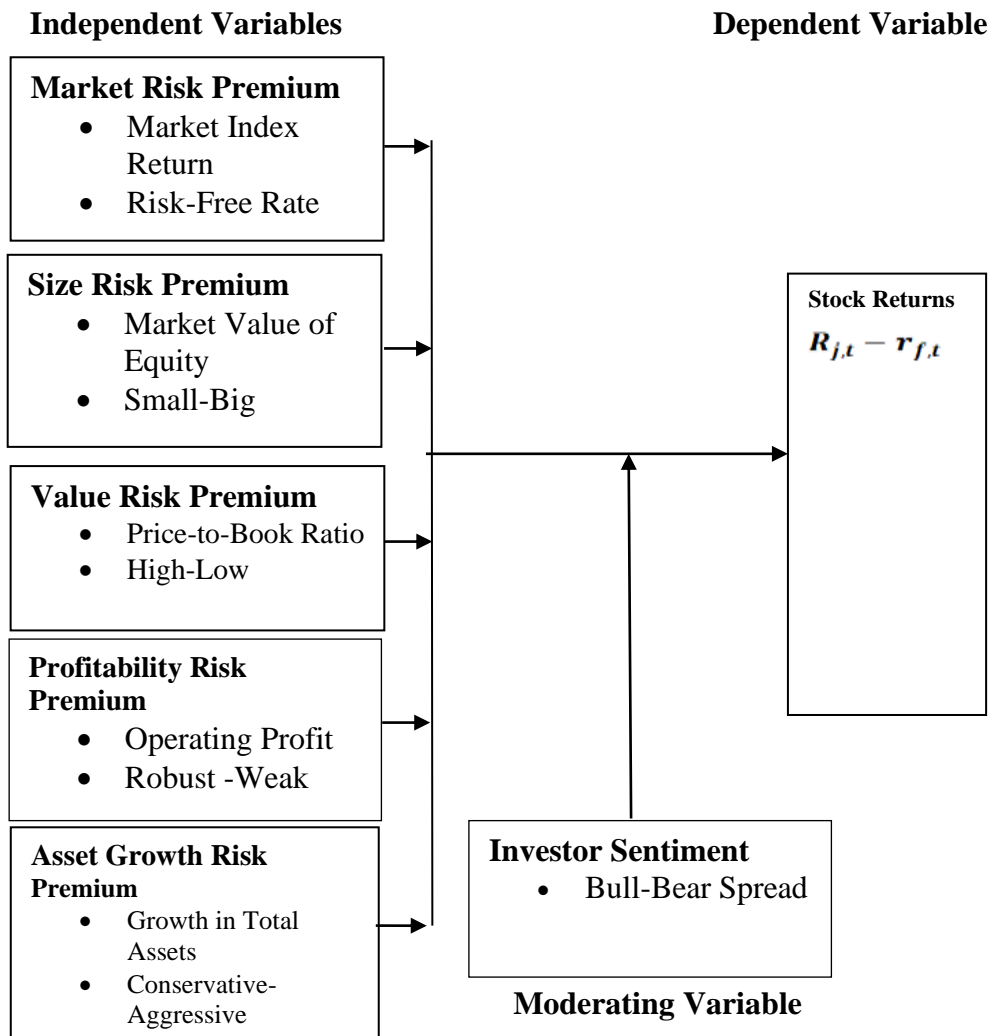 Independent Variables
Dependent Variable
Market Risk Premium
• Market Index
Return
• Risk-Free Rate
Size Risk Premium
• Market Value of
Equity
• Small-Big
Value Risk Premium
• Price-to-Book Ratio
• High-Low
Profitability Risk
Premium
• Operating Profit
• Robust -Weak
Asset Growth Risk
Premium
• Growth in Total
Assets
• Conservative-
Aggressive
Stock Returns
R_{j,t} − r_{f,t}
Investor Sentiment
• Bull-Bear Spread
Moderating Variable